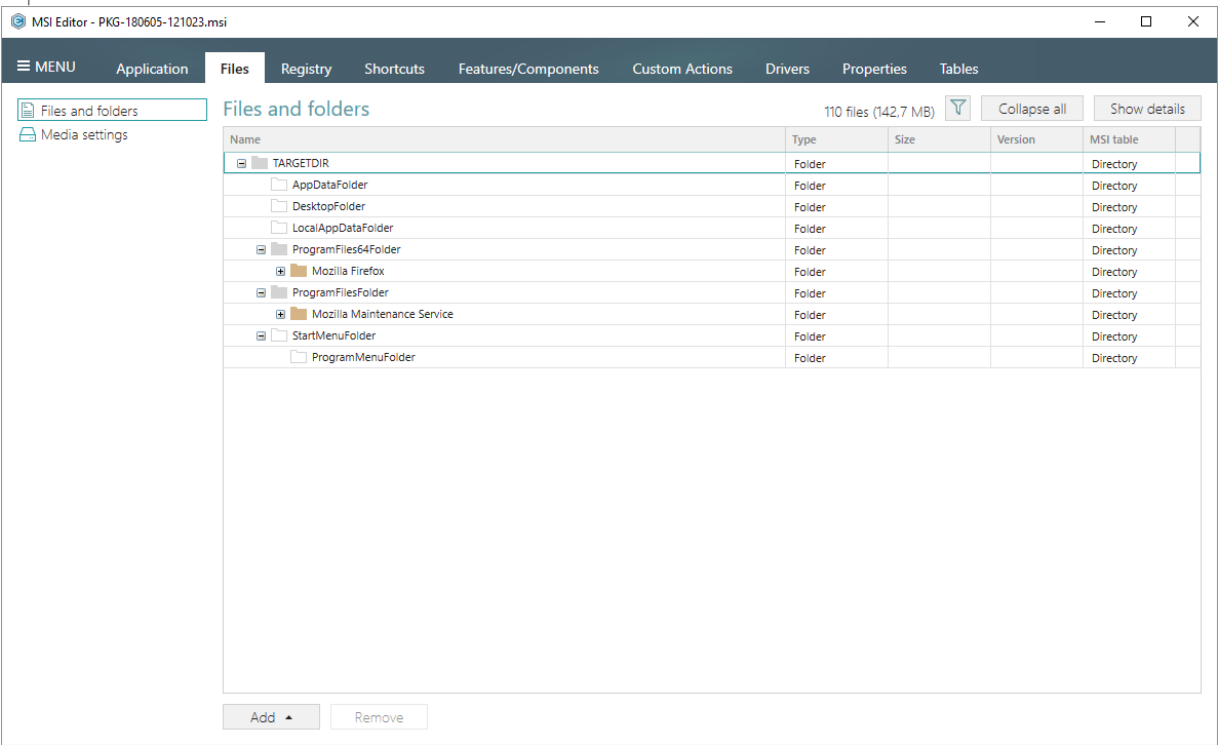 MSI Editor - PKG-180605-121023.msi
MENU Application Files Registry Shortcuts Features/Components Custom Actions Drivers Properties Tables
Files and folders
Media settings
Files and folders 110 files (142,7 MB) Collapse all Show details
Name Type Size Version MSI table
TARGETDIR Folder Directory
AppDataFolder Folder Directory
DesktopFolder Folder Directory
LocalAppDataFolder Folder Directory
ProgramFiles64Folder Folder Directory
Mozilla Firefox Folder Directory
ProgramFilesFolder Folder Directory
Mozilla Maintenance Service Folder Directory
StartMenuFolder Folder Directory
ProgramMenuFolder Folder Directory
Add Remove